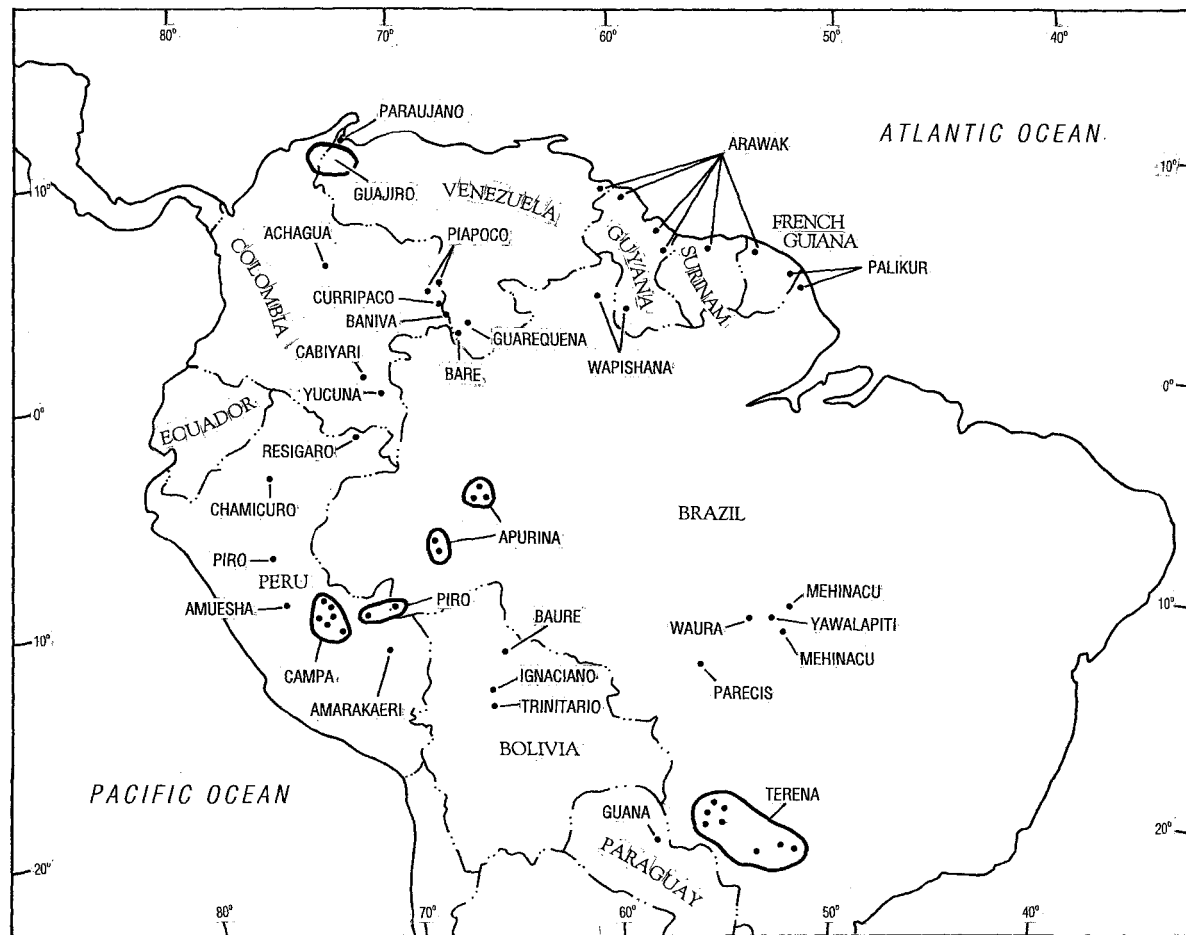 80°
70°
60°
50°
40°
PARAUJANO
ATLANTIC OCEAN
ARAWAK
10°
10°
GUAJIRO
VENEZUELA
FRENCH
GUIANA
ACHAGUA
PIAPOCO
COLOMBIA
GUYANA
SURINAM
PALIKUR
CURRIPACO
BANIVA
GUAREQUENA
CABIYARI
BARE
WAPISHANA
YUCUNA
0°
0°
ECUADOR
RESIGARO
CHAMICURO
BRAZIL
APURINA
PIRO
PERU
AMUESHA
PIRO
MEHINACU
BAURE
WAURA
YAWALAPITI
10°
10°
MEHINACU
CAMPA
IGNACIANO
PARECIS
AMARAKAERI
TRINITARIO
BOLIVIA
PACIFIC OCEAN
TERENA
GUANA
20°
PARAGUAY
20°
80°
70°
60°
50°
40°